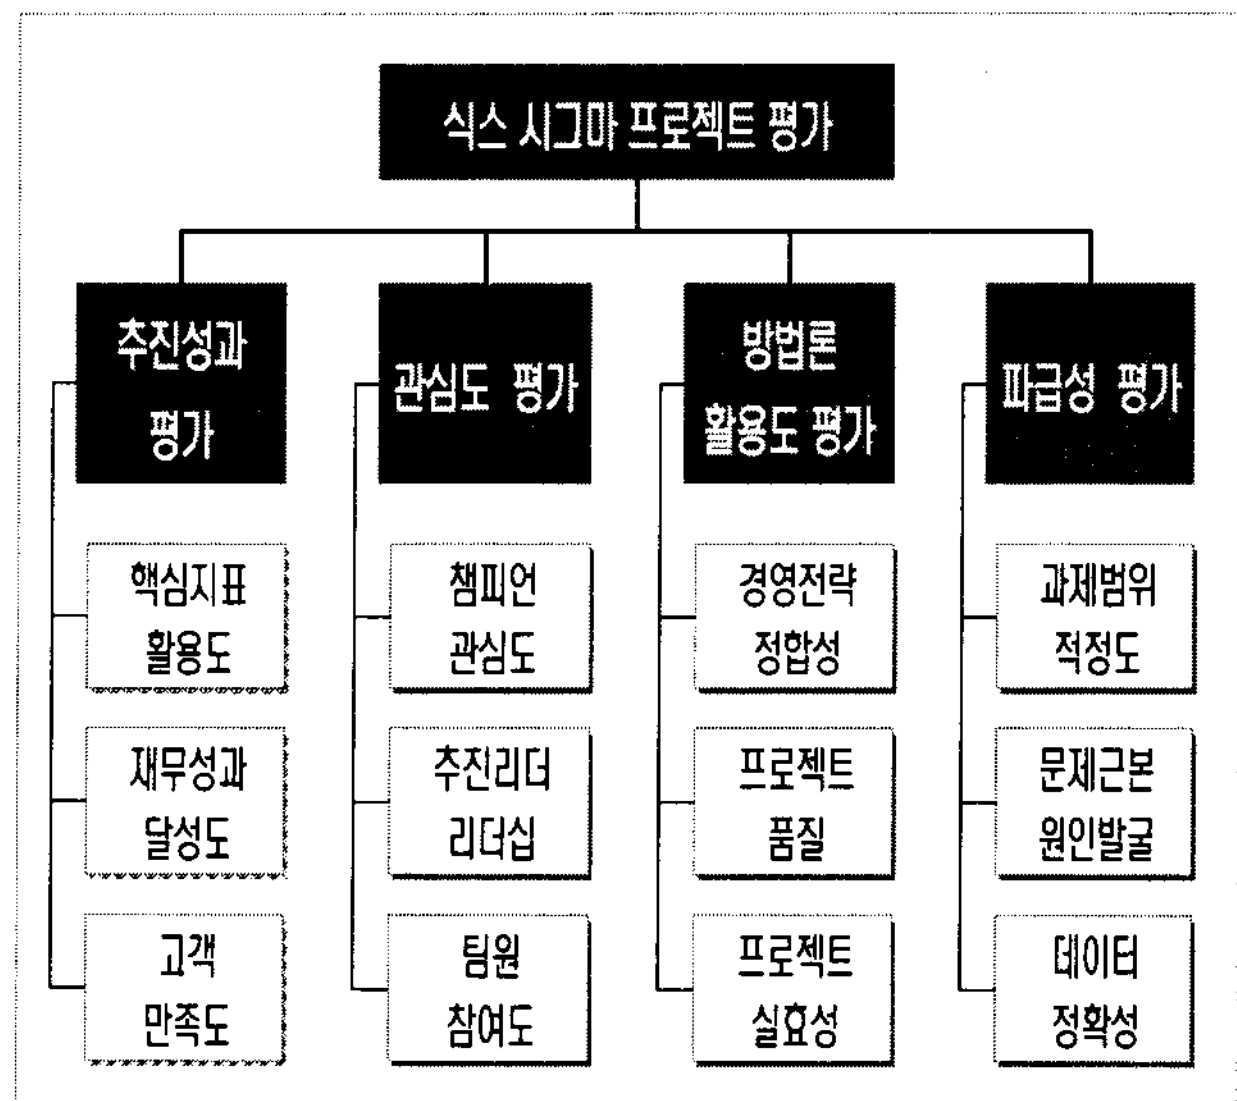 식스 시그마 프로젝트 평가
추진성과
평가
관심도 평가
방법론
활용도 평가
파급성 평가
핵심지표
활용도
챔피언
관심도
경영전략
정합성
과제범위
적정도
재무성과
달성도
추진리더
리더십
프로젝트
품질
문제근본
원인발굴
고객
만족도
팀원
참여도
프로젝트
실효성
데이터
정확성